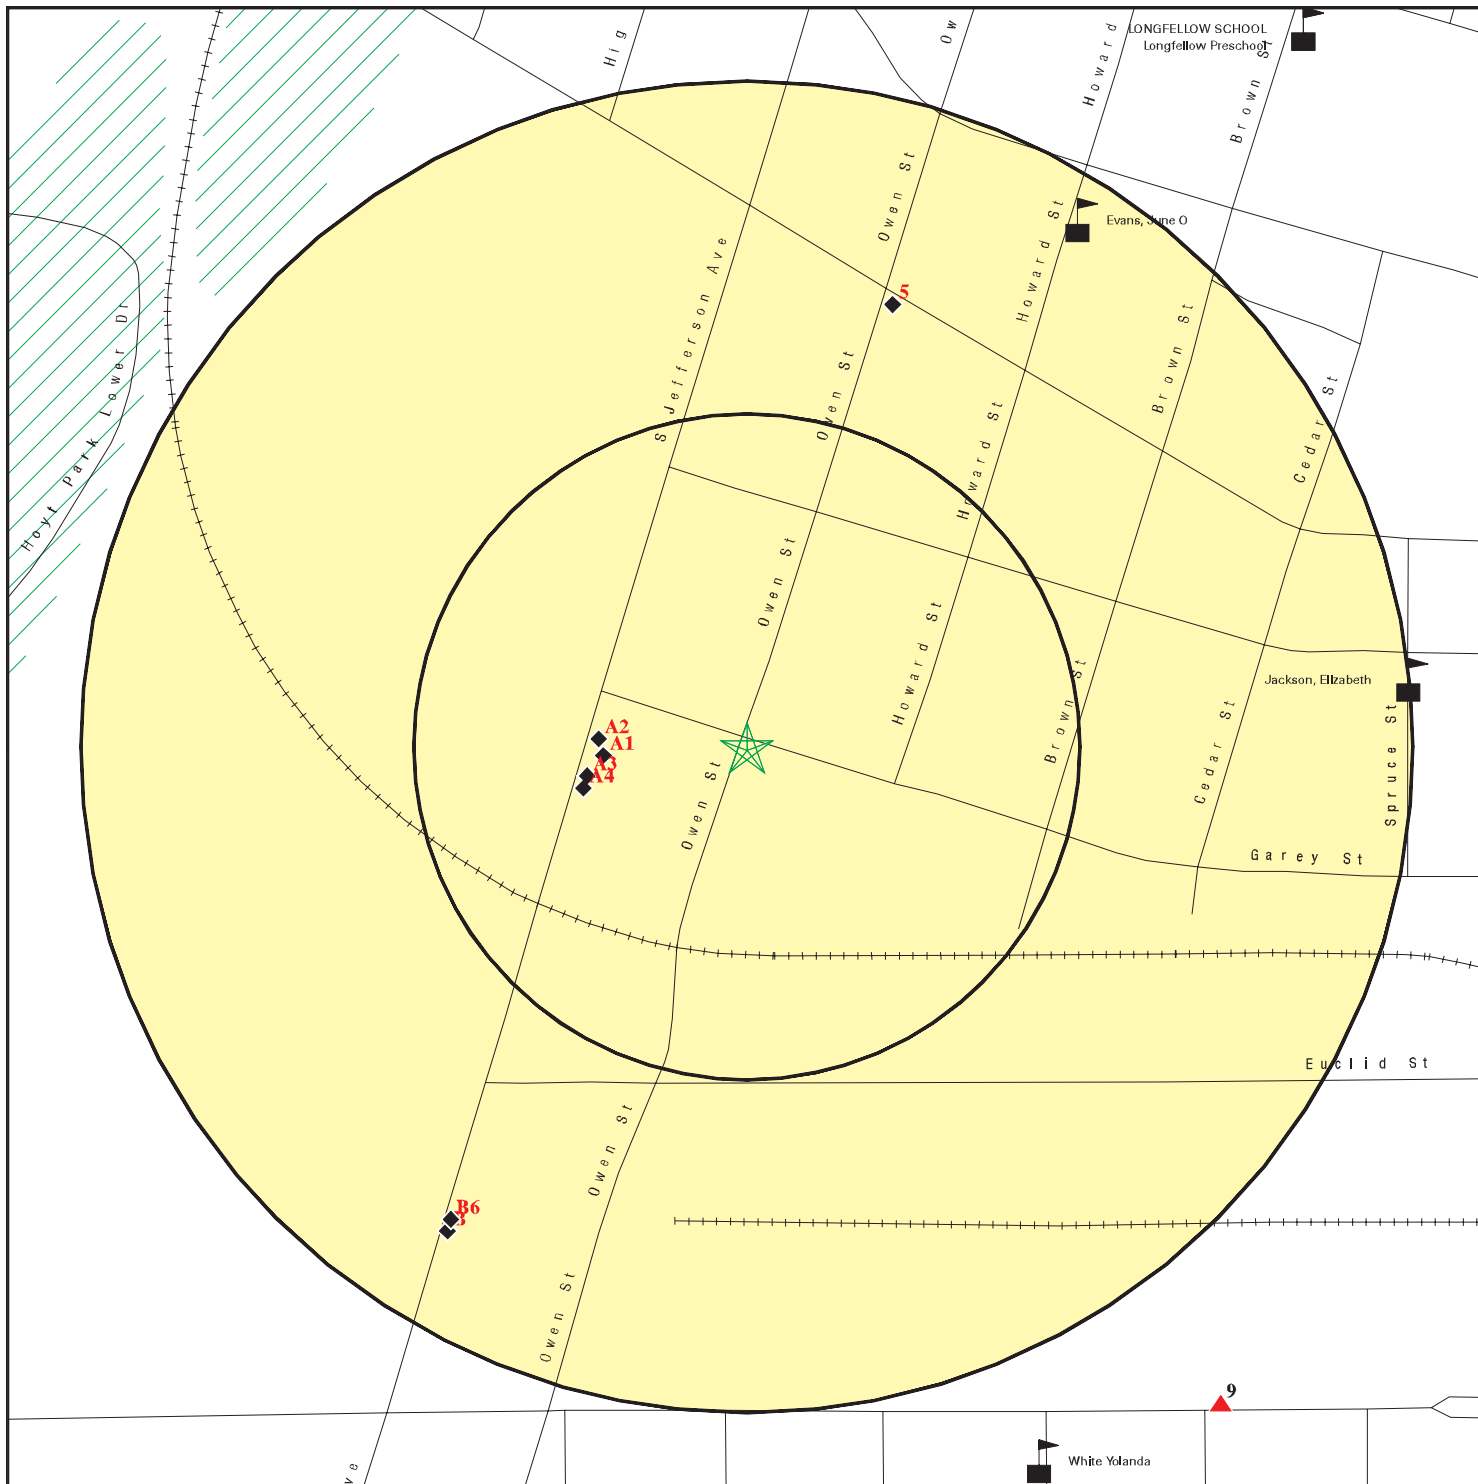 Hig
Ow
Howard
LONGFELLOW SCHOOL
Longfellow Preschool
Brown St
Owen St
Howard St
Evans, June O
S Jefferson Ave
5
Hoyt Park Lower Dr
Owen St
Brown St
Cedar St
Howard St
Owen St
Howard St
Brown St
Jackson, Elizabeth
Cedar St
Spruce St
A2
A1
A3
A4
Owen St
Garey St
Euclid St
Owen St
B6
Owen St
9
White Yolanda
ve